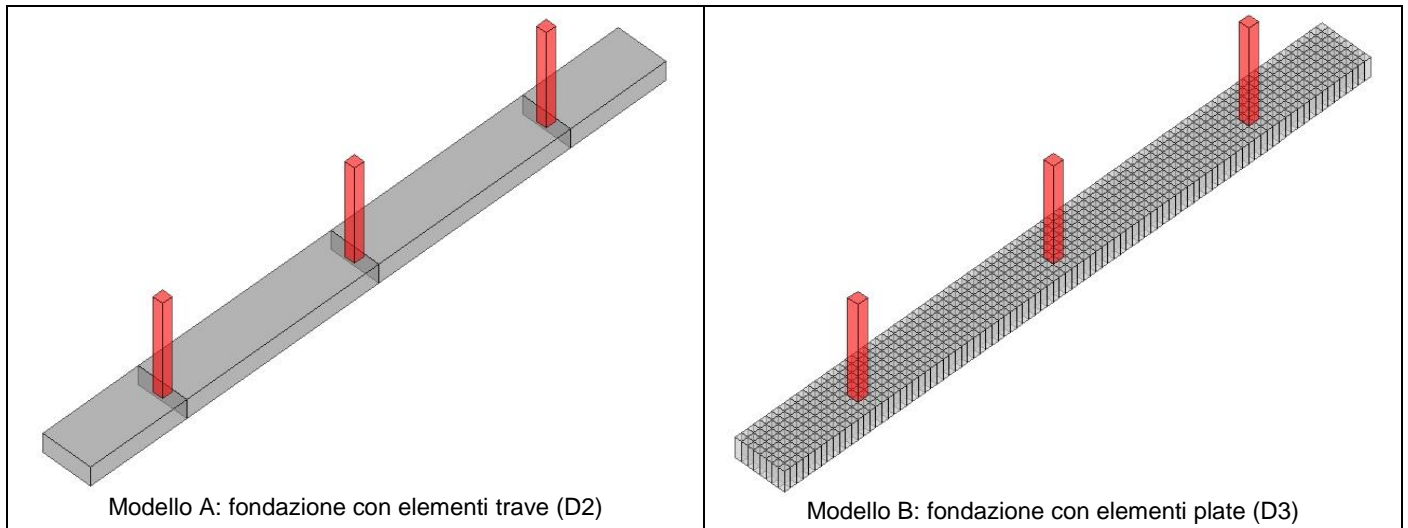 Modello A: fondazione con elementi trave (D2)
Modello B: fondazione con elementi plate (D3)